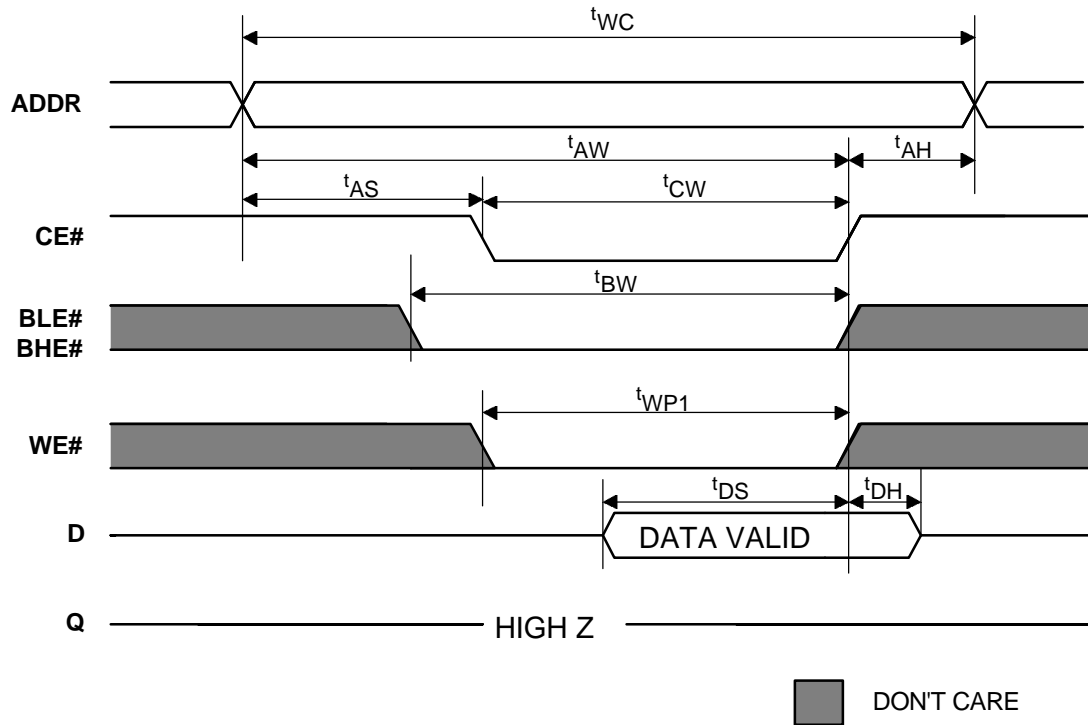 tWC
ADDR
tAW tAH
tAS tCW
CE#
tBW
BLE#
BHE#
tWP1
WE#
tDS tDH
D DATA VALID
Q HIGH Z
DON'T CARE